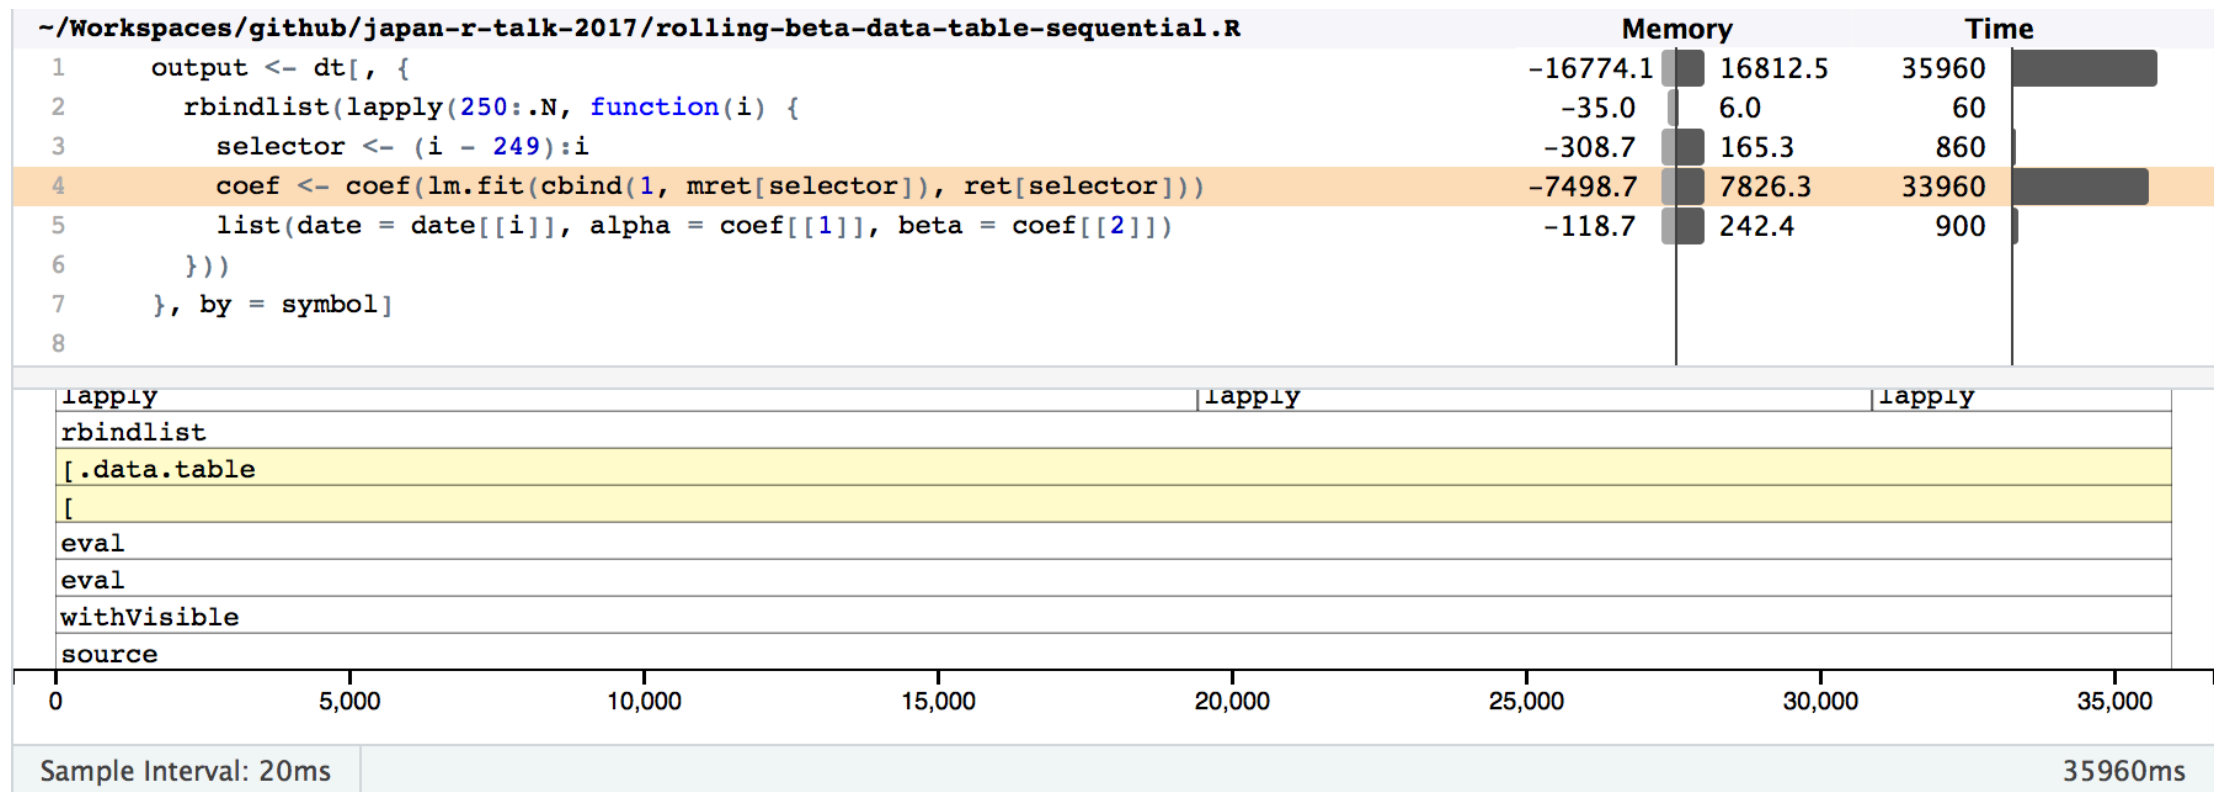 ~/Workspaces/github/japan-r-talk-2017/rolling-beta-data-table-sequential.R Memory Time
1 output <- dt[, { -16774.1 16812.5 35960
2 rbindlist(lapply(250:.N, function(i) { -35.0 6.0 60
3 selector <- (i - 249):i -308.7 165.3 860
4 coef <- coef(lm.fit(cbind(1, mret[selector]), ret[selector])) -7498.7 7826.3 33960
5 list(date = date[[i]], alpha = coef[[1]], beta = coef[[2]]) -118.7 242.4 900
6 }))
7 }, by = symbol]
8
lapply lapply lapply
rbindlist
[.data.table
[
eval
eval
withVisible
source
0 5,000 10,000 15,000 20,000 25,000 30,000 35,000
Sample Interval: 20ms 35960ms